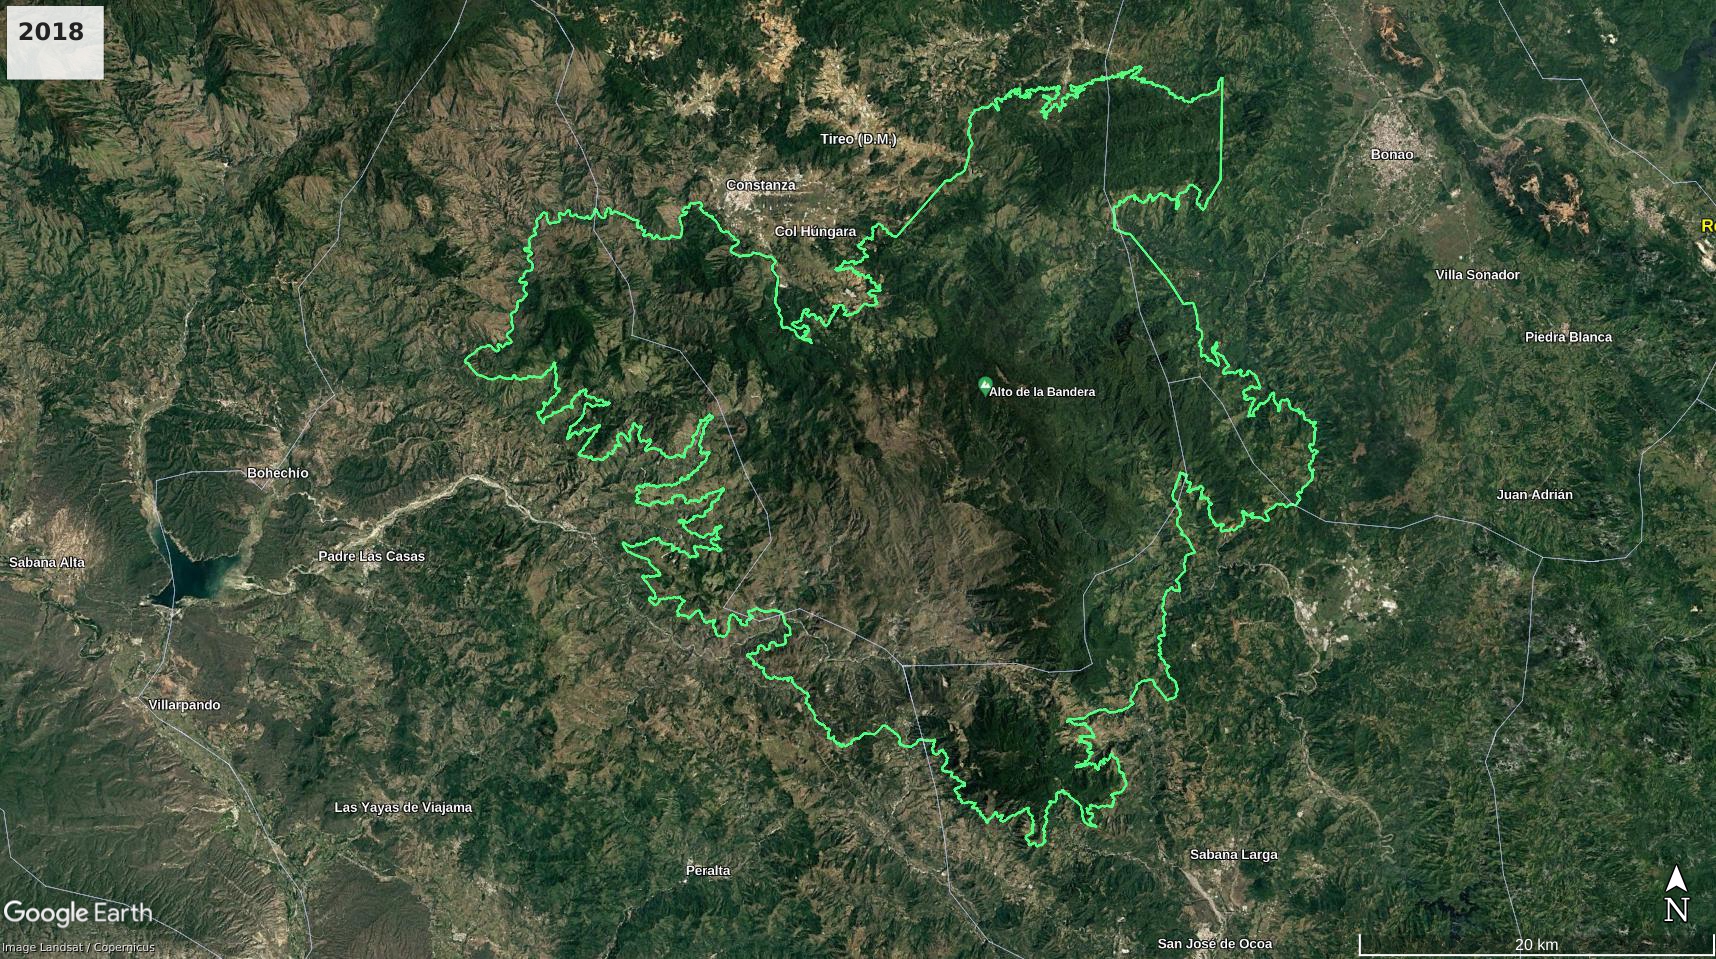 2018
Tireo (D.M.)
Bonao
Constanza
Col Húngara
Villa Sonador
Piedra Blanca
Alto de la Bandera
Bohechío
Juan Adrián
Padre Las Casas
Sabana Alta
Villarpando
Las Yayas de Viajama
Sabana Larga
Peralta
Google Earth
N
San José de Ocoa
20 km
Image Landsat / Copernicus